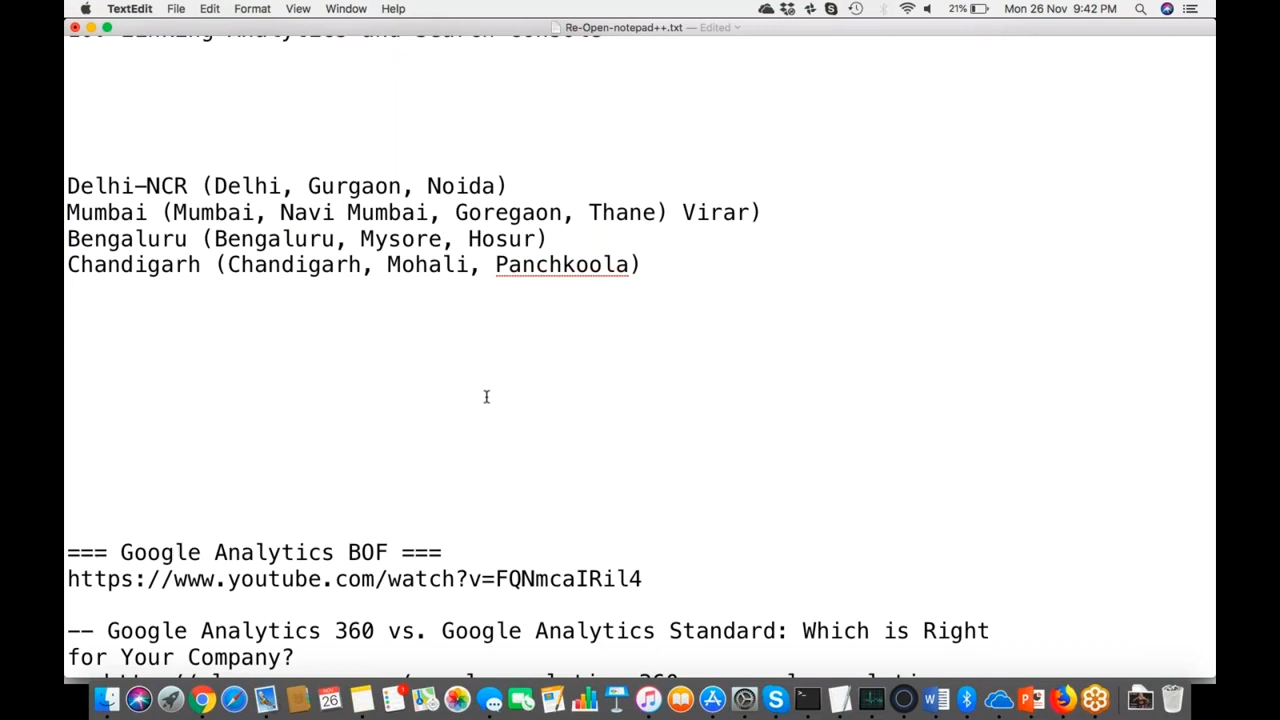 TextEdit File Edit Format View Window Help 21% Mon 26 Nov 9:42 PM
Re-Open-notepad++.txt — Edited
Delhi-NCR (Delhi, Gurgaon, Noida)
Mumbai (Mumbai, Navi Mumbai, Goregaon, Thane) Virar)
Bengaluru (Bengaluru, Mysore, Hosur)
Chandigarh (Chandigarh, Mohali, Panchkoola)
=== Google Analytics BOF ===
https://www.youtube.com/watch?v=FQNmcaIRil4
-- Google Analytics 360 vs. Google Analytics Standard: Which is Right
for Your Company?
NOV
26